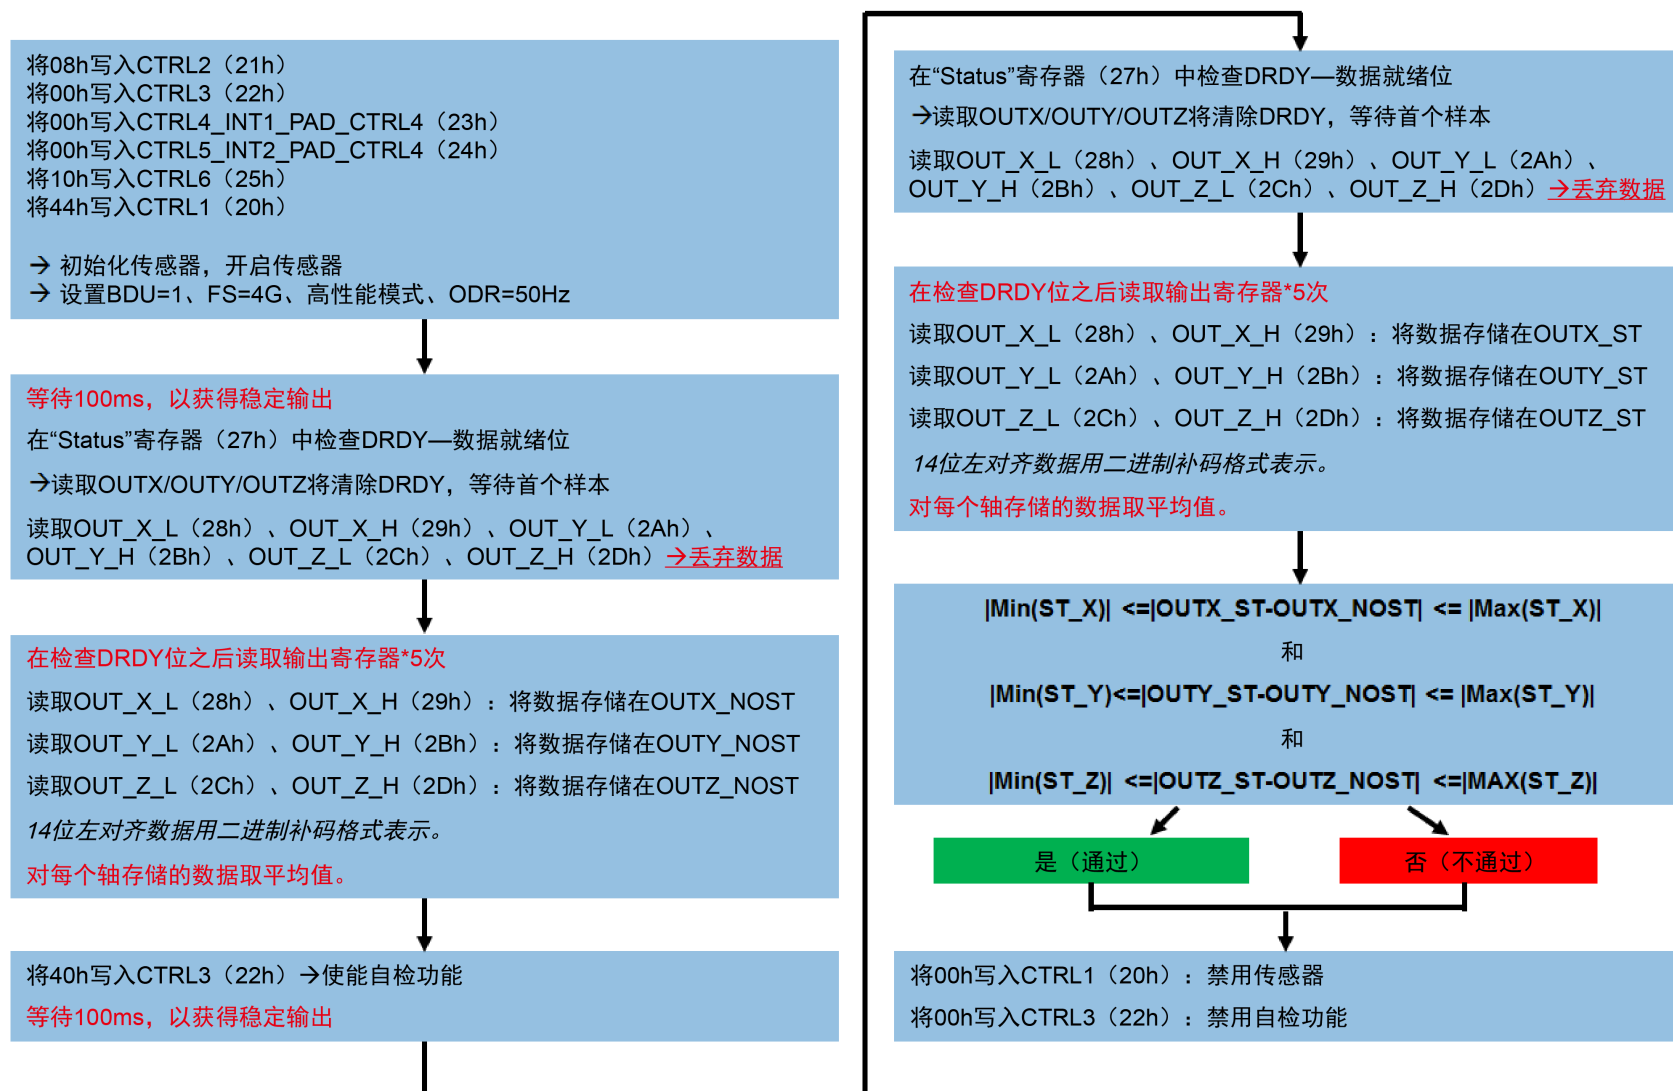 将08h写入CTRL2（21h）
将00h写入CTRL3（22h）
将00h写入CTRL4_INT1_PAD_CTRL4（23h）
将00h写入CTRL5_INT2_PAD_CTRL4（24h）
将10h写入CTRL6（25h）
将44h写入CTRL1（20h）
→ 初始化传感器，开启传感器
→ 设置BDU=1、FS=4G、高性能模式、ODR=50Hz
等待100ms，以获得稳定输出
在“Status”寄存器（27h）中检查DRDY—数据就绪位
→读取OUTX/OUTY/OUTZ将清除DRDY，等待首个样本
读取OUT_X_L（28h）、OUT_X_H（29h）、OUT_Y_L（2Ah）、
OUT_Y_H（2Bh）、OUT_Z_L（2Ch）、OUT_Z_H（2Dh）→丢弃数据
在检查DRDY位之后读取输出寄存器*5次
读取OUT_X_L（28h）、OUT_X_H（29h）：将数据存储在OUTX_NOST
读取OUT_Y_L（2Ah）、OUT_Y_H（2Bh）：将数据存储在OUTY_NOST
读取OUT_Z_L（2Ch）、OUT_Z_H（2Dh）：将数据存储在OUTZ_NOST
14位左对齐数据用二进制补码格式表示。
对每个轴存储的数据取平均值。
将40h写入CTRL3（22h）→使能自检功能
等待100ms，以获得稳定输出
在“Status”寄存器（27h）中检查DRDY—数据就绪位
→读取OUTX/OUTY/OUTZ将清除DRDY，等待首个样本
读取OUT_X_L（28h）、OUT_X_H（29h）、OUT_Y_L（2Ah）、
OUT_Y_H（2Bh）、OUT_Z_L（2Ch）、OUT_Z_H（2Dh）→丢弃数据
在检查DRDY位之后读取输出寄存器*5次
读取OUT_X_L（28h）、OUT_X_H（29h）：将数据存储在OUTX_ST
读取OUT_Y_L（2Ah）、OUT_Y_H（2Bh）：将数据存储在OUTY_ST
读取OUT_Z_L（2Ch）、OUT_Z_H（2Dh）：将数据存储在OUTZ_ST
14位左对齐数据用二进制补码格式表示。
对每个轴存储的数据取平均值。
|Min(ST_X)| <=|OUTX_ST-OUTX_NOST| <= |Max(ST_X)|
和
|Min(ST_Y)<=|OUTY_ST-OUTY_NOST| <= |Max(ST_Y)|
和
|Min(ST_Z)| <=|OUTZ_ST-OUTZ_NOST| <=|MAX(ST_Z)|
是（通过）
否（不通过）
将00h写入CTRL1（20h）：禁用传感器
将00h写入CTRL3（22h）：禁用自检功能